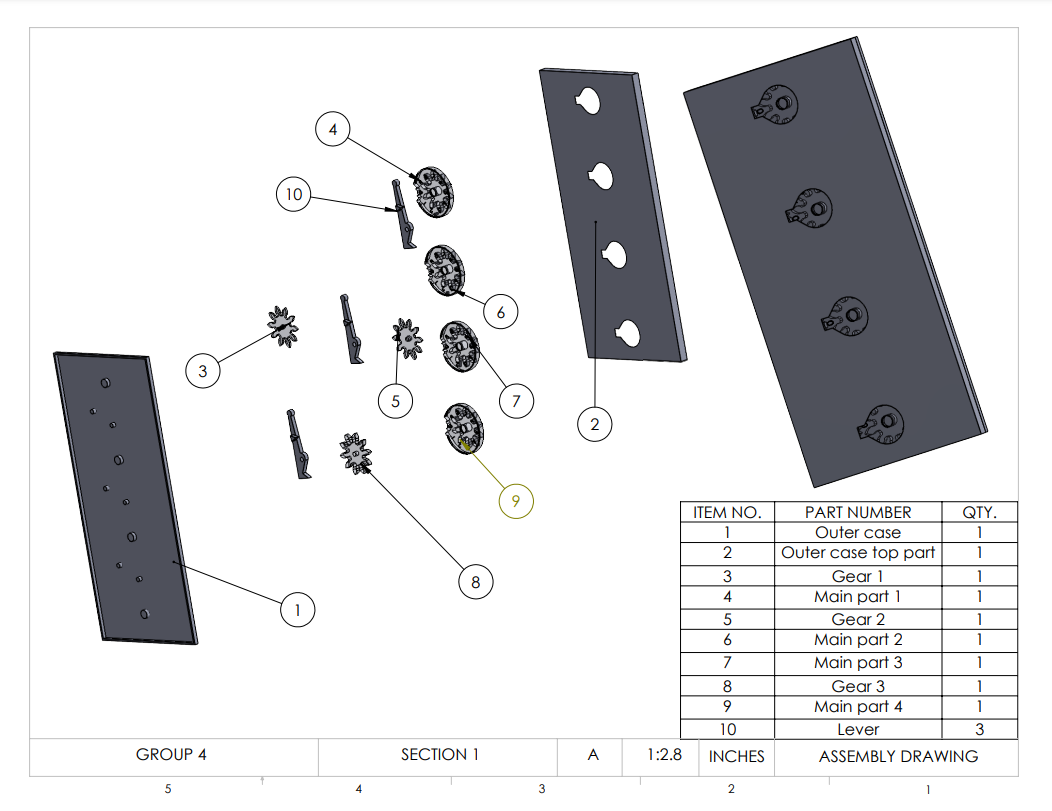 4
10
6
3
5
7
2
9
8
1
ITEM NO. PART NUMBER QTY.
1 Outer case 1
2 Outer case top part 1
3 Gear 1 1
4 Main part 1 1
5 Gear 2 1
6 Main part 2 1
7 Main part 3 1
8 Gear 3 1
9 Main part 4 1
10 Lever 3
GROUP 4 SECTION 1 A 1:2.8 INCHES ASSEMBLY DRAWING
5 4 3 2 1